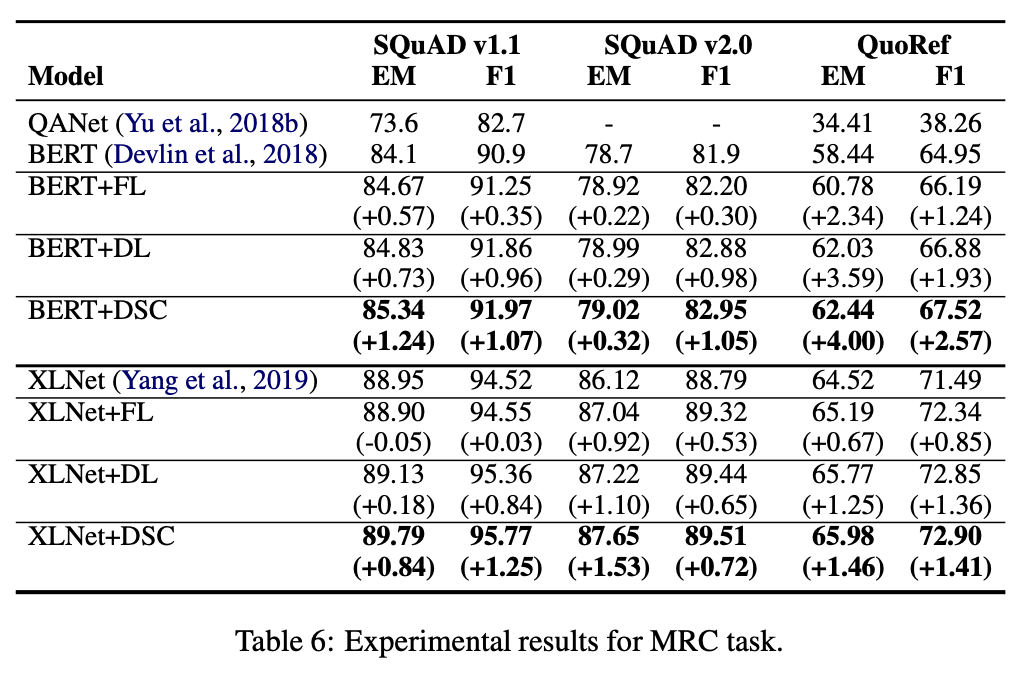 SQuAD v1.1 SQuAD v2.0 QuoRef
Model EM F1 EM F1 EM F1
QANet (Yu et al., 2018b) 73.6 82.7 - - 34.41 38.26
BERT (Devlin et al., 2018) 84.1 90.9 78.7 81.9 58.44 64.95
BERT+FL 84.67 91.25 78.92 82.20 60.78 66.19
(+0.57) (+0.35) (+0.22) (+0.30) (+2.34) (+1.24)
BERT+DL 84.83 91.86 78.99 82.88 62.03 66.88
(+0.73) (+0.96) (+0.29) (+0.98) (+3.59) (+1.93)
BERT+DSC 85.34 91.97 79.02 82.95 62.44 67.52
(+1.24) (+1.07) (+0.32) (+1.05) (+4.00) (+2.57)
XLNet (Yang et al., 2019) 88.95 94.52 86.12 88.79 64.52 71.49
XLNet+FL 88.90 94.55 87.04 89.32 65.19 72.34
(-0.05) (+0.03) (+0.92) (+0.53) (+0.67) (+0.85)
XLNet+DL 89.13 95.36 87.22 89.44 65.77 72.85
(+0.18) (+0.84) (+1.10) (+0.65) (+1.25) (+1.36)
XLNet+DSC 89.79 95.77 87.65 89.51 65.98 72.90
(+0.84) (+1.25) (+1.53) (+0.72) (+1.46) (+1.41)
Table 6: Experimental results for MRC task.